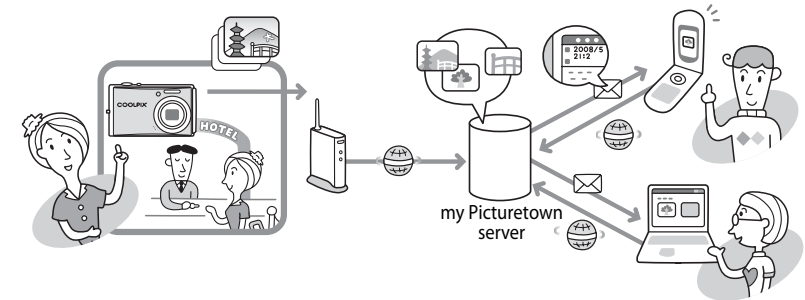 COOLPIX
HOTEL
2008/5
21:2
my Picturetown
server